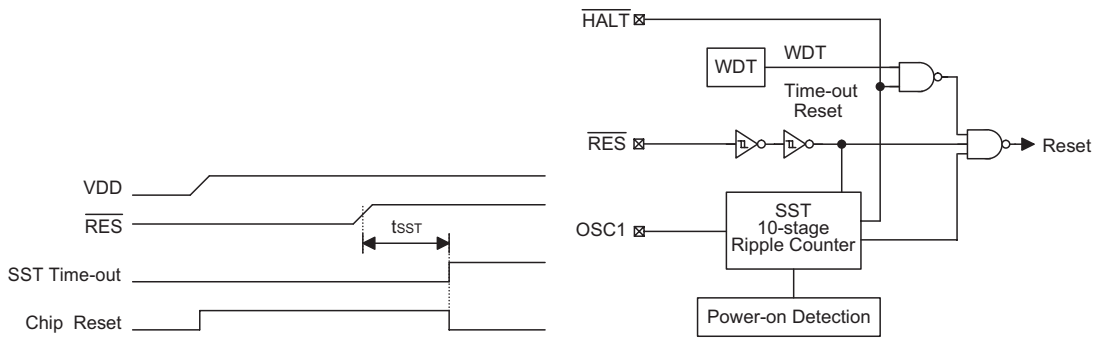 VDD
RES
tSST
SST Time-out
Chip Reset
HALT
WDT
WDT
Time-out
Reset
RES
Reset
OSC1
SST
10-stage
Ripple Counter
Power-on Detection